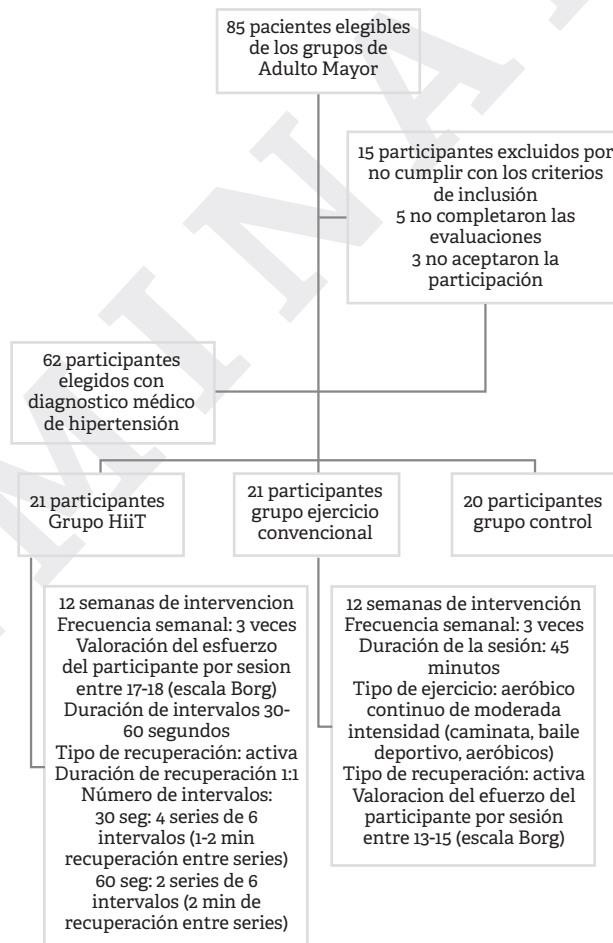 85 pacientes elegibles
de los grupos de
Adulto Mayor
15 participantes excluidos por
no cumplir con los criterios
de inclusión
5 no completaron las
evaluaciones
3 no aceptaron la
participación
62 participantes
elegidos con
diagnostico médico
de hipertensión
21 participantes
Grupo HiiT
21 participantes
grupo ejercicio
convencional
20 participantes
grupo control
12 semanas de intervencion
Frecuencia semanal: 3 veces
Valoración del esfuerzo
del participante por sesion
entre 17-18 (escala Borg)
Duración de intervalos 30-
60 segundos
Tipo de recuperación: activa
Duración de recuperación 1:1
Número de intervalos:
30 seg: 4 series de 6
intervalos (1-2 min
recuperación entre series)
60 seg: 2 series de 6
intervalos (2 min de
recuperación entre series)
12 semanas de intervención
Frecuencia semanal: 3 veces
Duración de la sesión: 45
minutos
Tipo de ejercicio: aeróbico
continuo de moderada
intensidad (caminata, baile
deportivo, aeróbicos)
Tipo de recuperación: activa
Valoracion del efuerzo del
participante por sesión
entre 13-15 (escala Borg)